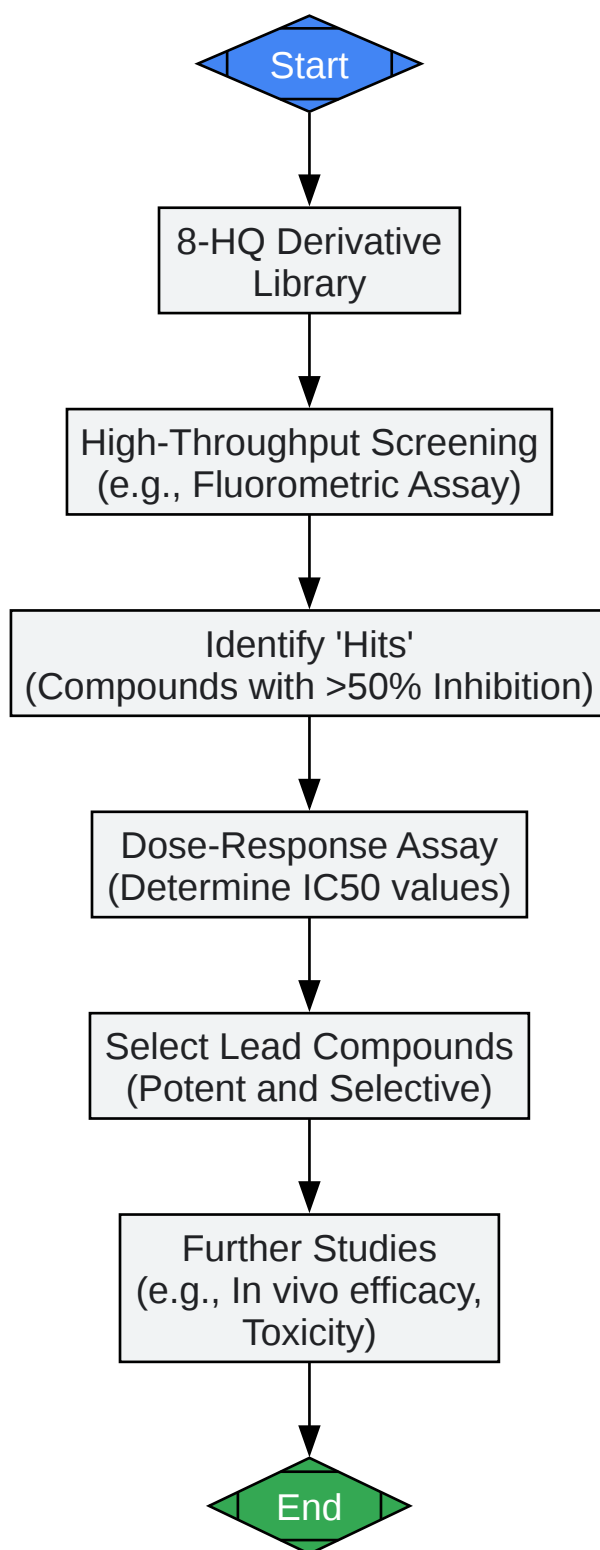 Start
8-HQ Derivative
Library
High-Throughput Screening
(e.g., Fluorometric Assay)
Identify 'Hits'
(Compounds with >50% Inhibition)
Dose-Response Assay
(Determine IC50 values)
Select Lead Compounds
(Potent and Selective)
Further Studies
(e.g., In vivo efficacy,
Toxicity)
End